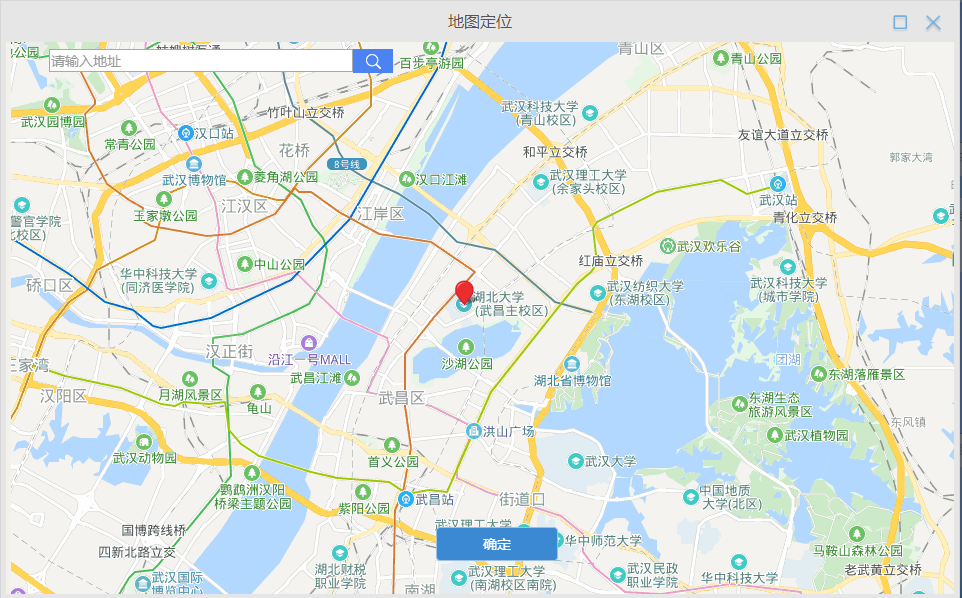 地图定位
请输入地址
青山区
青山公园
百步亭游园
武汉园博园
竹叶山立交桥
武汉科技大学
(青山校区)
汉口站
友谊大道立交桥
常青公园
花桥
和平立交桥
郭家大湾
8号线
武汉博物馆
菱角湖公园
汉口江滩
武汉理工大学
(余家头校区)
武汉站
王家墩公园
江汉区
江岸区
青化立交桥
警官学院
武汉欢乐谷
中山公园
红庙立交桥
华中科技大学
(同济医学院)
硚口区
武汉纺织大学
(东湖校区)
武汉科技大学
(城市学院)
湖北大学
(武昌主校区)
汉正街
沿江一号MALL
沙湖公园
团湖
武昌江滩
湖北省博物馆
东湖落雁景区
汉阳区
月湖风景区
武昌区
东湖生态
旅游风景区
龟山
东风镇
洪山广场
武汉植物园
武汉动物园
首义公园
武汉大学
鹦鹉洲汉阳
桥梁主题公园
紫阳公园
武昌站
街道口
中国地质
大学(北区)
国博跨线桥
武汉理工大学
四新北路立交
确定
华中师范大学
马鞍山森林公园
湖北财税
职业学院
武汉国际
博览中心
武汉理工大学
(南湖校区南院)
武汉民政
职业学院
华中科技大学
老武黄立交桥
南湖